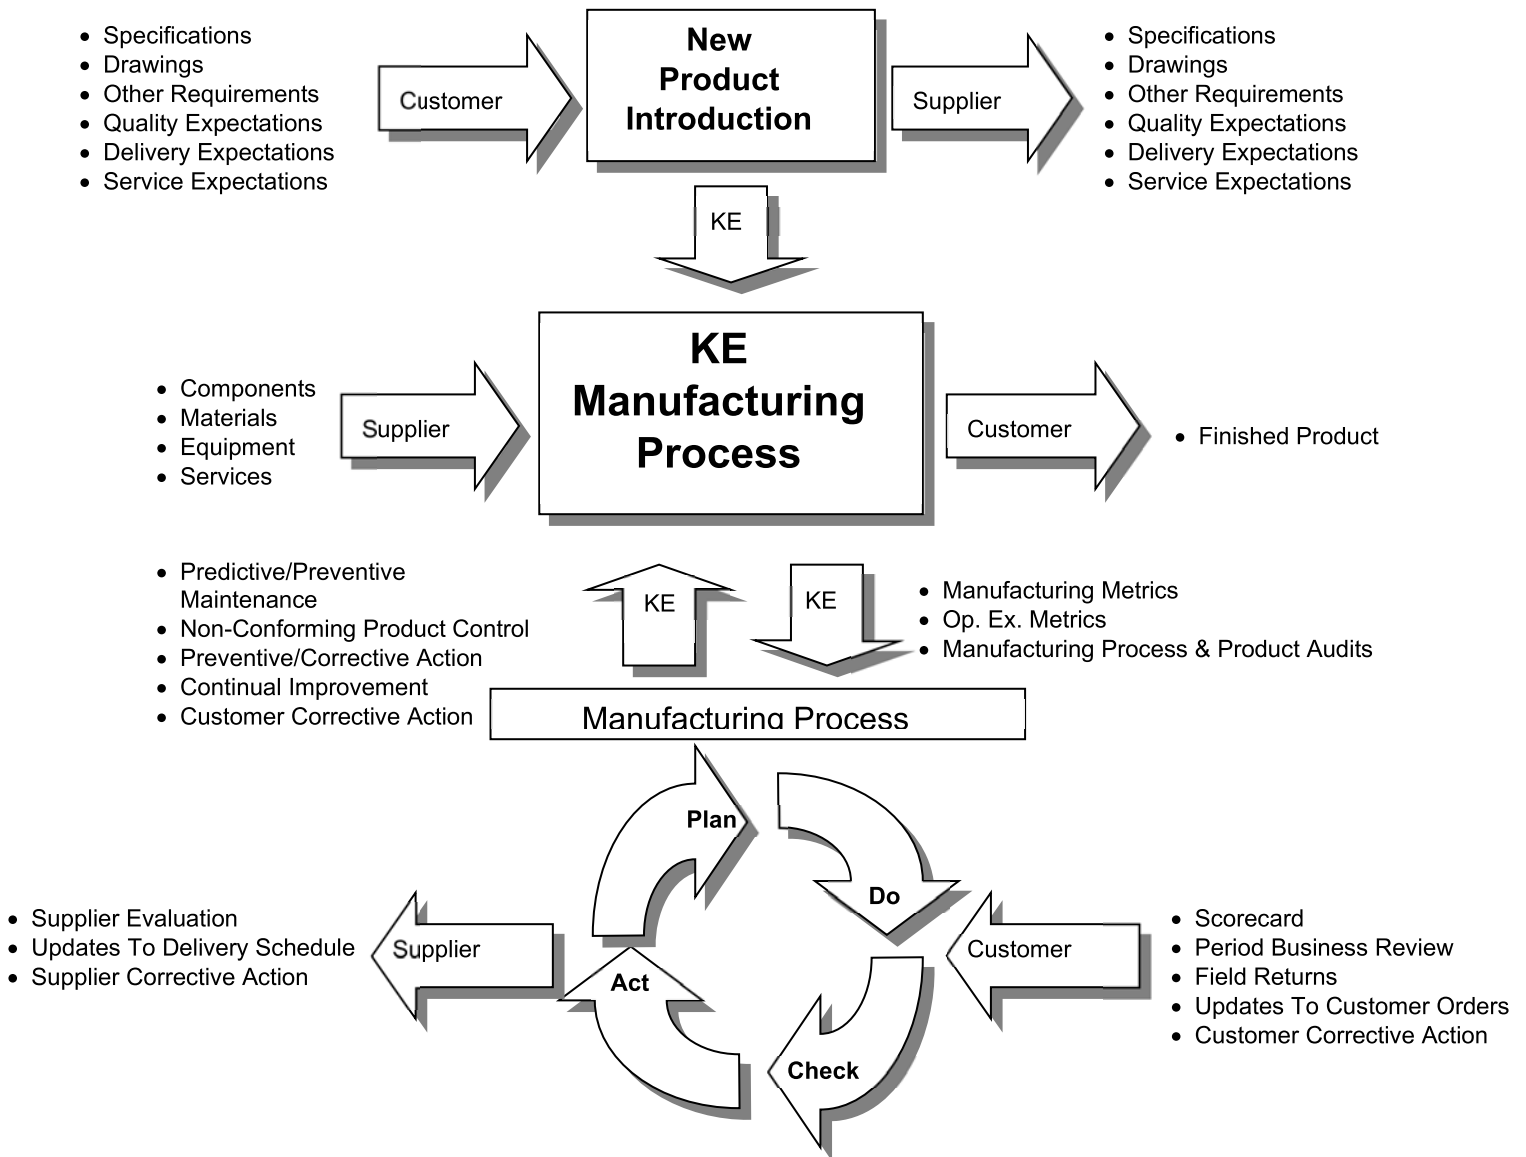 • Specifications
• Drawings
• Other Requirements
• Quality Expectations
• Delivery Expectations
• Service Expectations
Customer
New
Product
Introduction
Supplier
• Specifications
• Drawings
• Other Requirements
• Quality Expectations
• Delivery Expectations
• Service Expectations
KE
• Components
• Materials
• Equipment
• Services
Supplier
KE
Manufacturing
Process
Customer
• Finished Product
• Predictive/Preventive
Maintenance
• Non-Conforming Product Control
• Preventive/Corrective Action
• Continual Improvement
• Customer Corrective Action
KE
KE
• Manufacturing Metrics
• Op. Ex. Metrics
• Manufacturing Process & Product Audits
Manufacturing Process
Plan
Do
Check
Act
• Supplier Evaluation
• Updates To Delivery Schedule
• Supplier Corrective Action
Supplier
Customer
• Scorecard
• Period Business Review
• Field Returns
• Updates To Customer Orders
• Customer Corrective Action